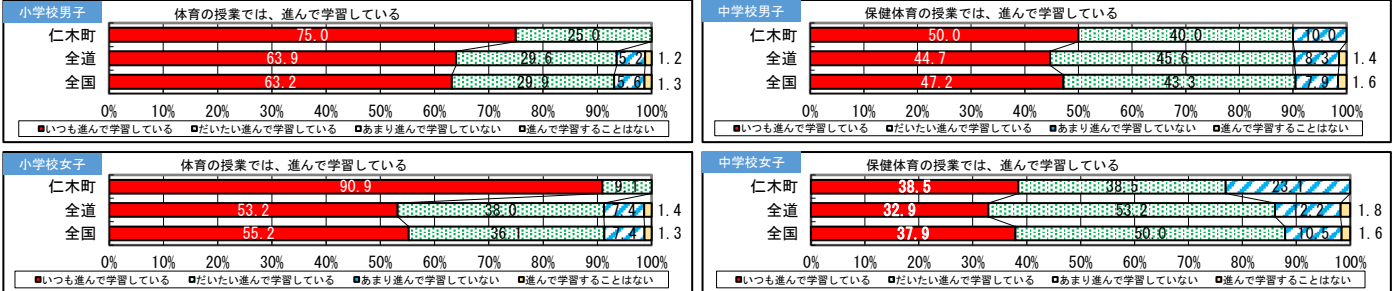 小学校男子
体育の授業では、進んで学習している
仁木町 75.0 25.0
全道 63.9 29.6 5.2 1.2
全国 63.2 29.9 5.6 1.3
0% 10% 20% 30% 40% 50% 60% 70% 80% 90% 100%
■いつも進んで学習している □だいたい進んで学習している □あまり進んで学習していない □進んで学習することはない
中学校男子
保健体育の授業では、進んで学習している
仁木町 50.0 40.0 10.0
全道 44.7 45.6 8.3 1.4
全国 47.2 43.3 7.9 1.6
0% 10% 20% 30% 40% 50% 60% 70% 80% 90% 100%
■いつも進んで学習している □だいたい進んで学習している ■あまり進んで学習していない □進んで学習することはない
小学校女子
体育の授業では、進んで学習している
仁木町 90.9 9.1
全道 53.2 38.0 7.4 1.4
全国 55.2 36.1 7.4 1.3
0% 10% 20% 30% 40% 50% 60% 70% 80% 90% 100%
■いつも進んで学習している □だいたい進んで学習している ■あまり進んで学習していない □進んで学習することはない
中学校女子
保健体育の授業では、進んで学習している
仁木町 38.5 38.5
全道 32.9 53.2 1.8
全国 37.9 50.0 10.5 1.6
0% 10% 20% 30% 40% 50% 60% 70% 80% 90% 100%
■いつも進んで学習している □だいたい進んで学習している ■あまり進んで学習していない □進んで学習することはない